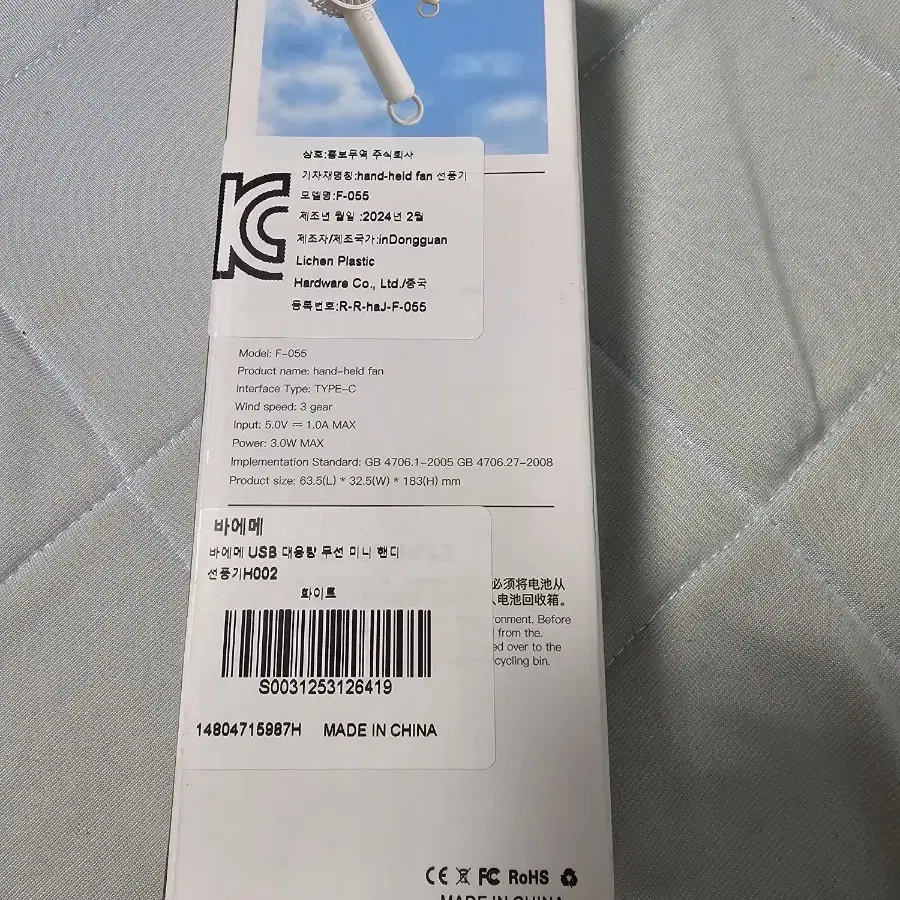 상호:흥보무역 주식회사
기자재명칭:hand-held fan 선풍기
모델명:F-055
제조년 월일 :2024년 2월
제조자/제조국가:inDongguan
Lichen Plastic
Hardware Co., Ltd./중국
등록번호:R-R-haJ-F-055
Model: F-055
Product name: hand-held fan
Interface Type: TYPE-C
Wind speed: 3 gear
Input: 5.0V ⎓ 1.0A MAX
Power: 3.0W MAX
Implementation Standard: GB 4706.1-2005 GB 4706.27-2008
Product size: 63.5(L) * 32.5(W) * 183(H) mm
바에메
바에메 USB 대용량 무선 미니 핸디
선풍기H002
화이트
S0031253126419
14804715987H MADE IN CHINA
必须将电池从
电池回收箱。
ronment. Before
from the.
ed over to the
cycling bin.
CE FC RoHS
MADE IN CHINA